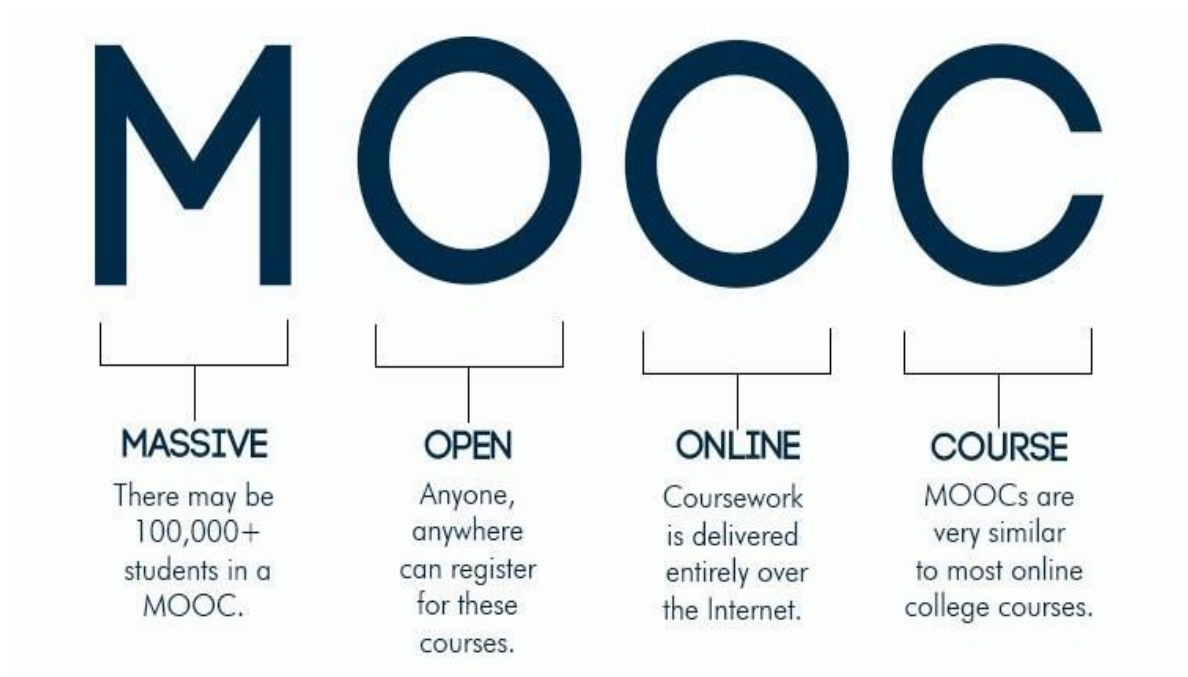 MOOC
MASSIVE
There may be
100,000+
students in a
MOOC.
OPEN
Anyone,
anywhere
can register
for these
courses.
ONLINE
Coursework
is delivered
entirely over
the Internet.
COURSE
MOOCs are
very similar
to most online
college courses.